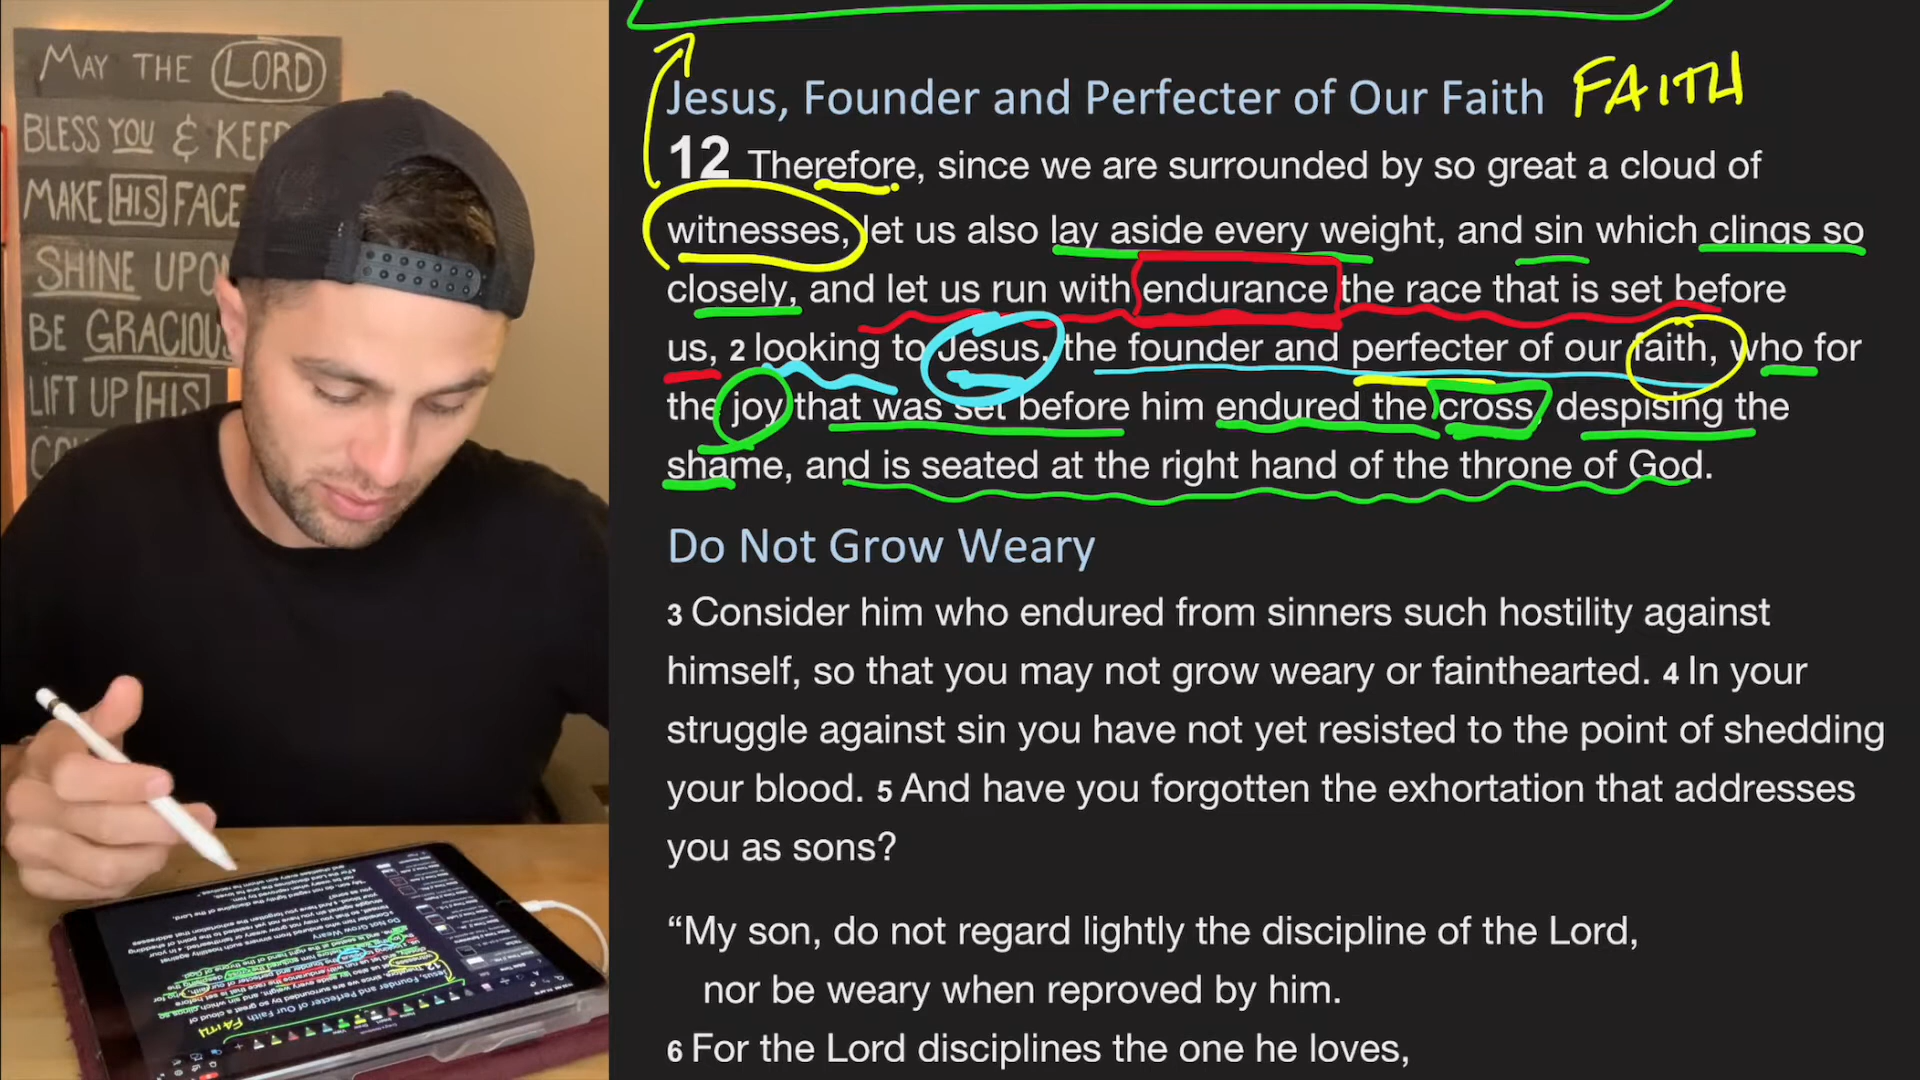 MAY THE LORD
BLESS YOU & KEEP
MAKE HIS FACE
SHINE UPON
BE GRACIOUS
LIFT UP HIS
Jesus, Founder and Perfecter of Our Faith FAITH
12 Therefore, since we are surrounded by so great a cloud of
witnesses, let us also lay aside every weight, and sin which clings so
closely, and let us run with endurance the race that is set before
us, 2 looking to Jesus, the founder and perfecter of our faith, who for
the joy that was set before him endured the cross, despising the
shame, and is seated at the right hand of the throne of God.
Do Not Grow Weary
3 Consider him who endured from sinners such hostility against
himself, so that you may not grow weary or fainthearted. 4 In your
struggle against sin you have not yet resisted to the point of shedding
your blood. 5 And have you forgotten the exhortation that addresses
you as sons?
“My son, do not regard lightly the discipline of the Lord,
nor be weary when reproved by him.
6 For the Lord disciplines the one he loves,